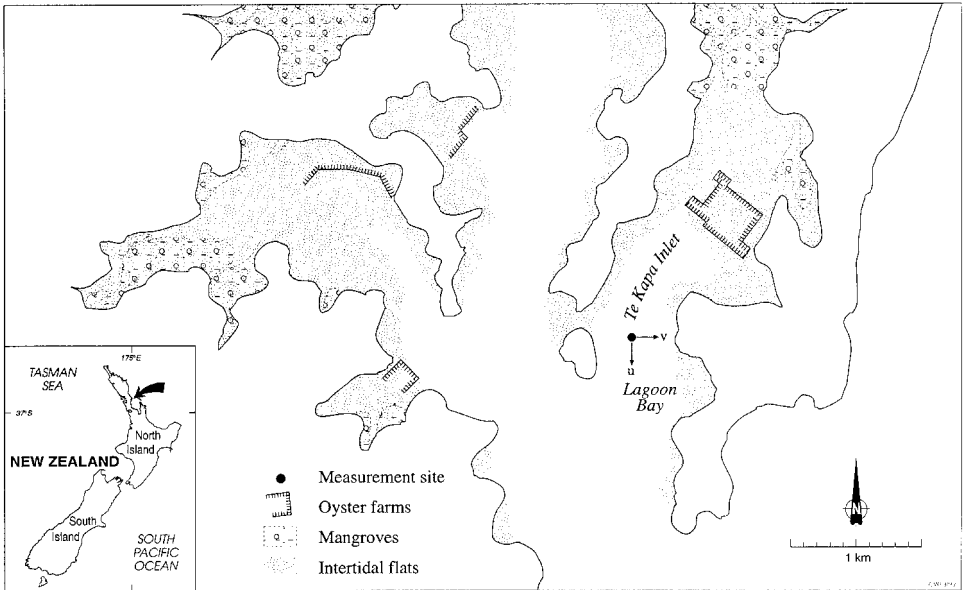 Te Kapa Inlet
v
u
Lagoon
Bay
175°E
TASMAN
SEA
37°S
North
Island
NEW ZEALAND
South
Island
SOUTH
PACIFIC
OCEAN
Measurement site
Oyster farms
Mangroves
Intertidal flats
N
1 km